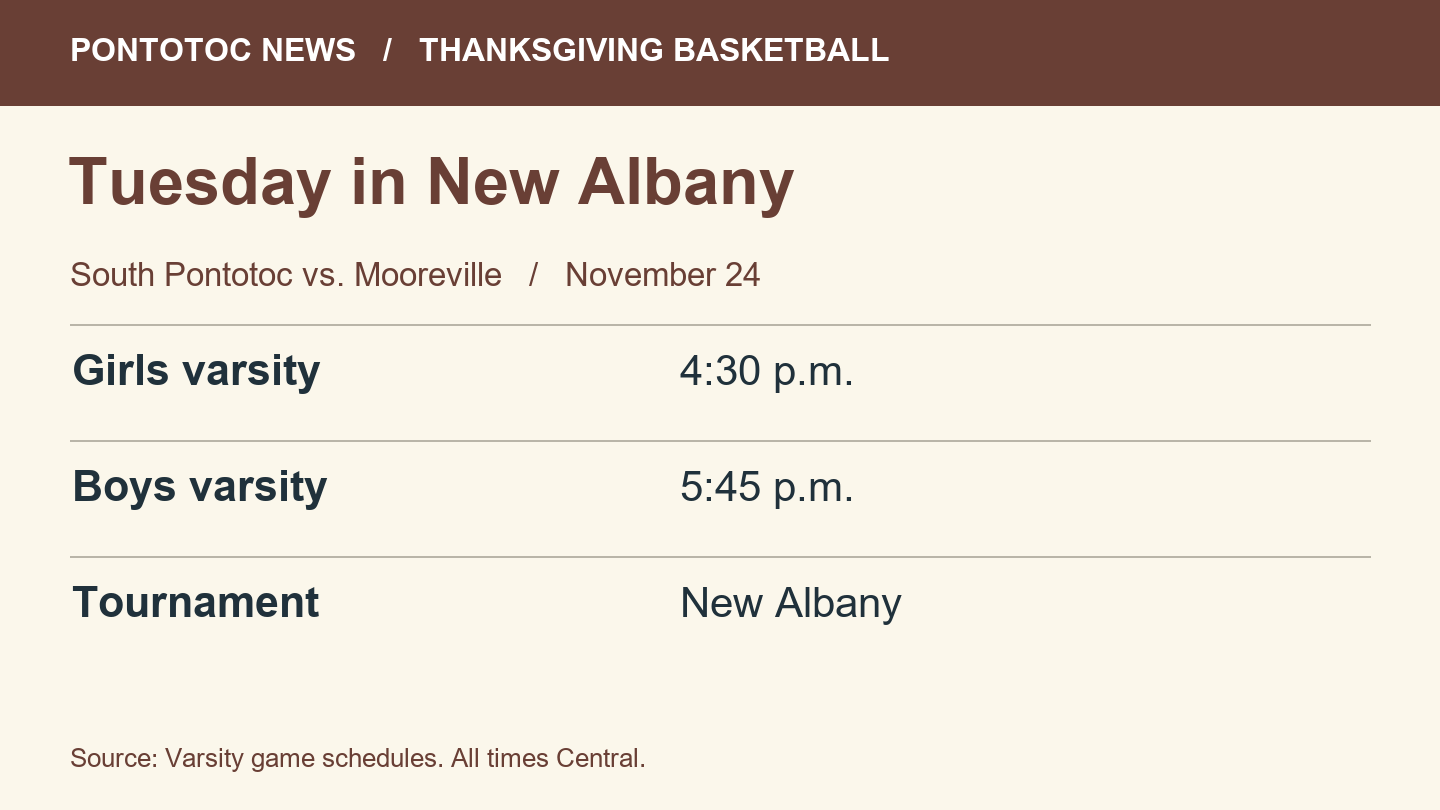 PONTOTOC NEWS / THANKSGIVING BASKETBALL
Tuesday in New Albany
South Pontotoc vs. Mooreville / November 24
Girls varsity 4:30 p.m.
Boys varsity 5:45 p.m.
Tournament New Albany
Source: Varsity game schedules. All times Central.